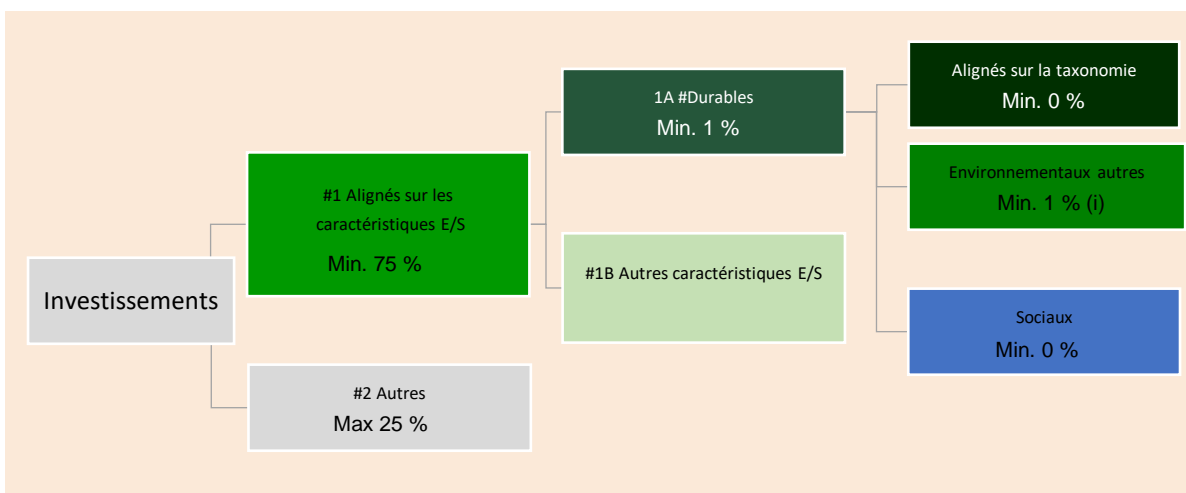 Investissements
#1 Alignés sur les
caractéristiques E/S
Min. 75 %
#2 Autres
Max 25 %
1A #Durables
Min. 1 %
#1B Autres caractéristiques E/S
Alignés sur la taxonomie
Min. 0 %
Environnementaux autres
Min. 1 % (i)
Sociaux
Min. 0 %